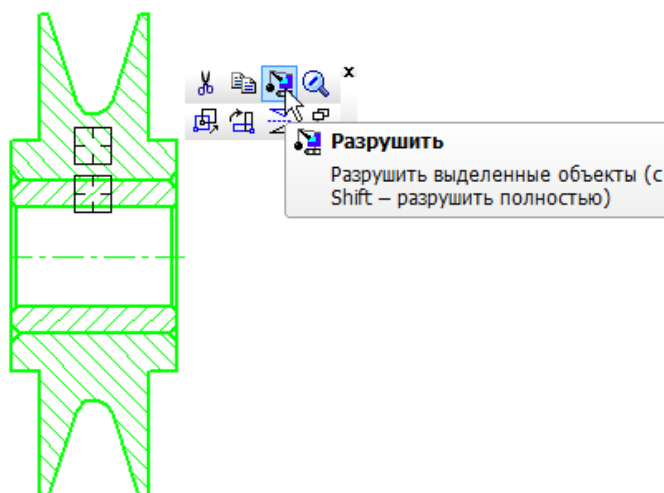 x
Разрушить
Разрушить выделенные объекты (с
Shift – разрушить полностью)